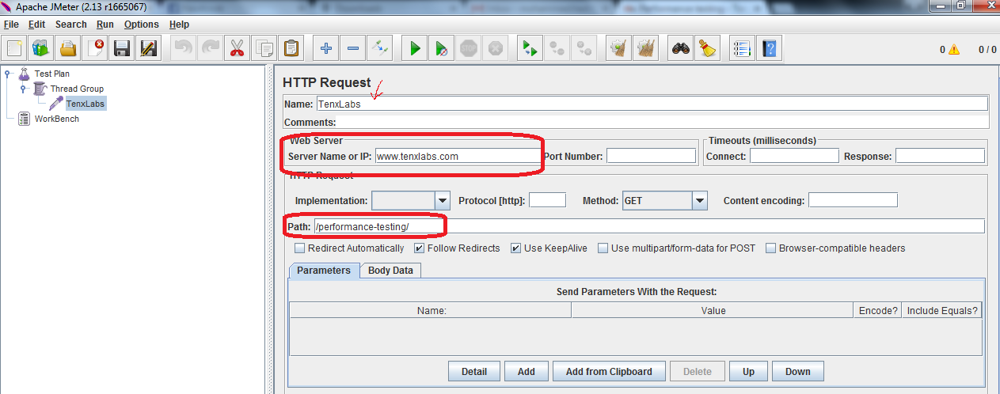 Apache JMeter (2.13 r1665067)
File Edit Search Run Options Help
STOP
0 0 / 0
Test Plan
Thread Group
TenxLabs
WorkBench
HTTP Request
Name: TenxLabs
Comments:
Web Server
Timeouts (milliseconds)
Server Name or IP: www.tenxlabs.com Port Number: Connect: Response:
HTTP Request
Implementation: Protocol [http]: Method: GET Content encoding:
Path: /performance-testing/
Redirect Automatically Follow Redirects Use KeepAlive Use multipart/form-data for POST Browser-compatible headers
Parameters Body Data
Send Parameters With the Request:
Name: Value Encode? Include Equals?
Detail Add Add from Clipboard Delete Up Down